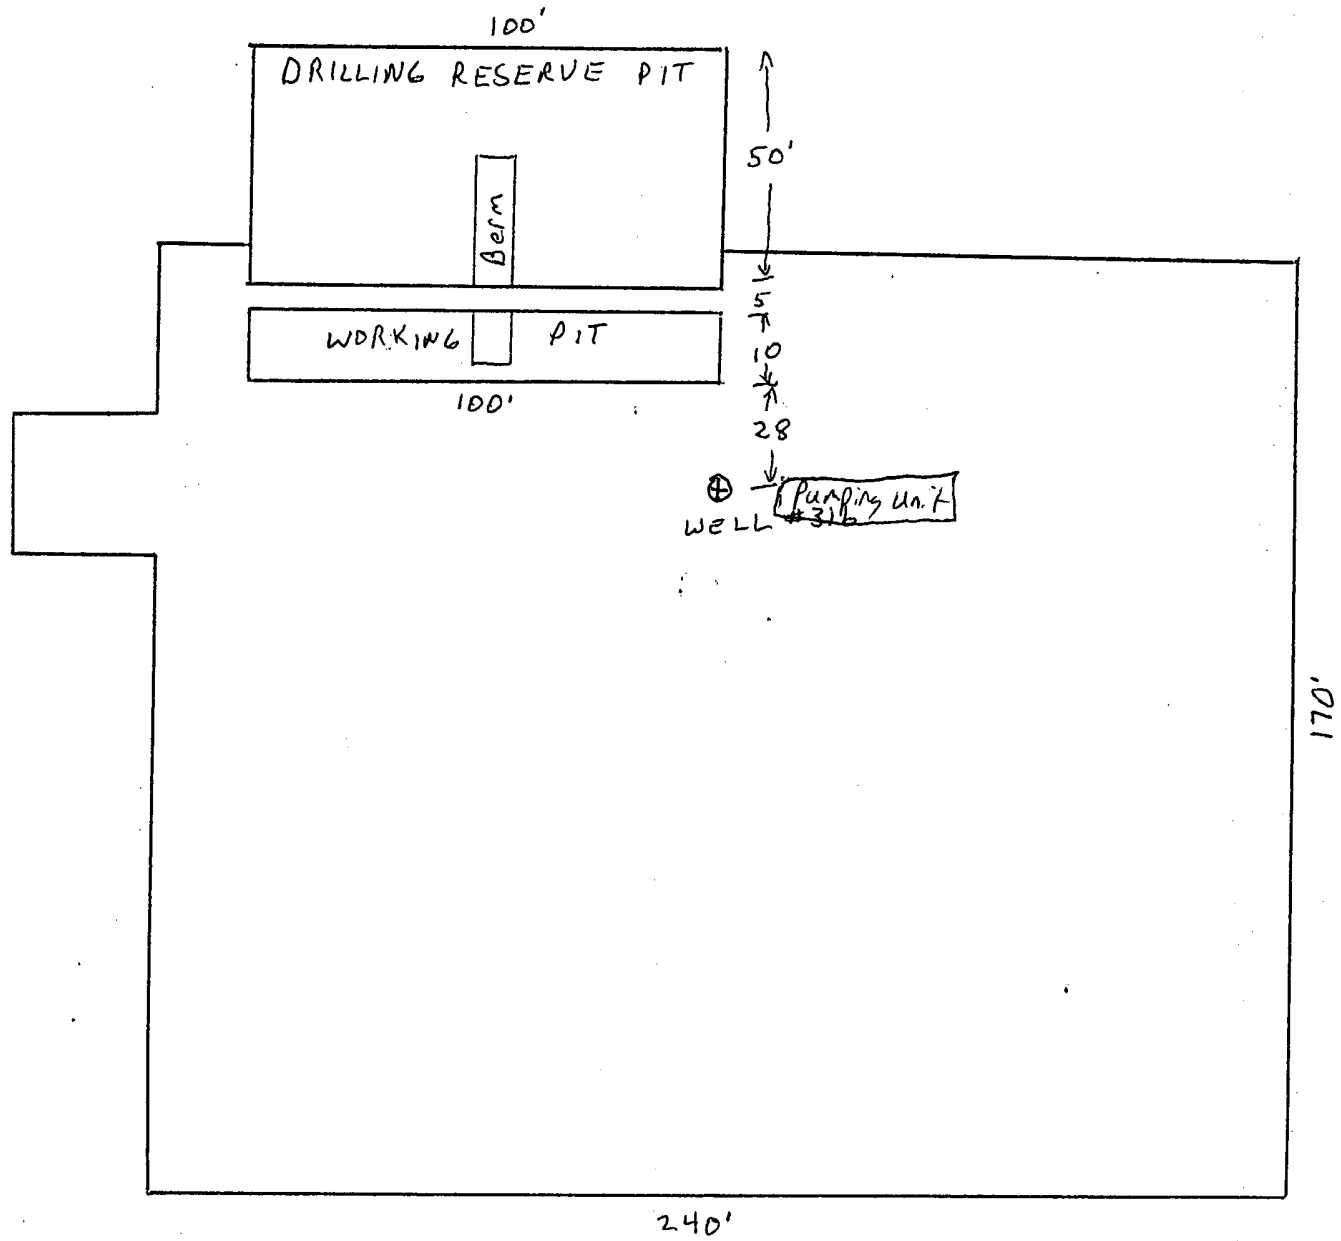 100'
DRILLING RESERVE PIT
50'
Berm
5
WORKING PIT
10
100'
28
Pumping Unit
#316
WELL
170'
240'